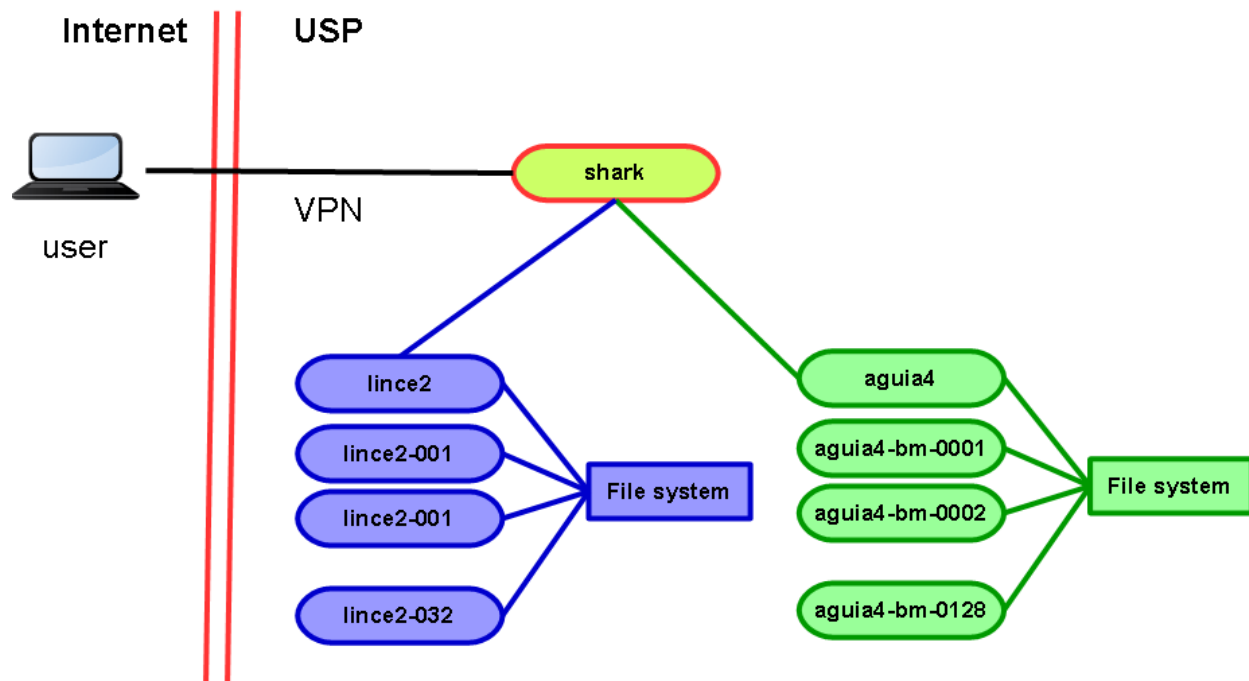 Internet
USP
shark
VPN
user
lince2
lince2-001
lince2-001
lince2-032
File system
aguia4
aguia4-bm-0001
aguia4-bm-0002
aguia4-bm-0128
File system